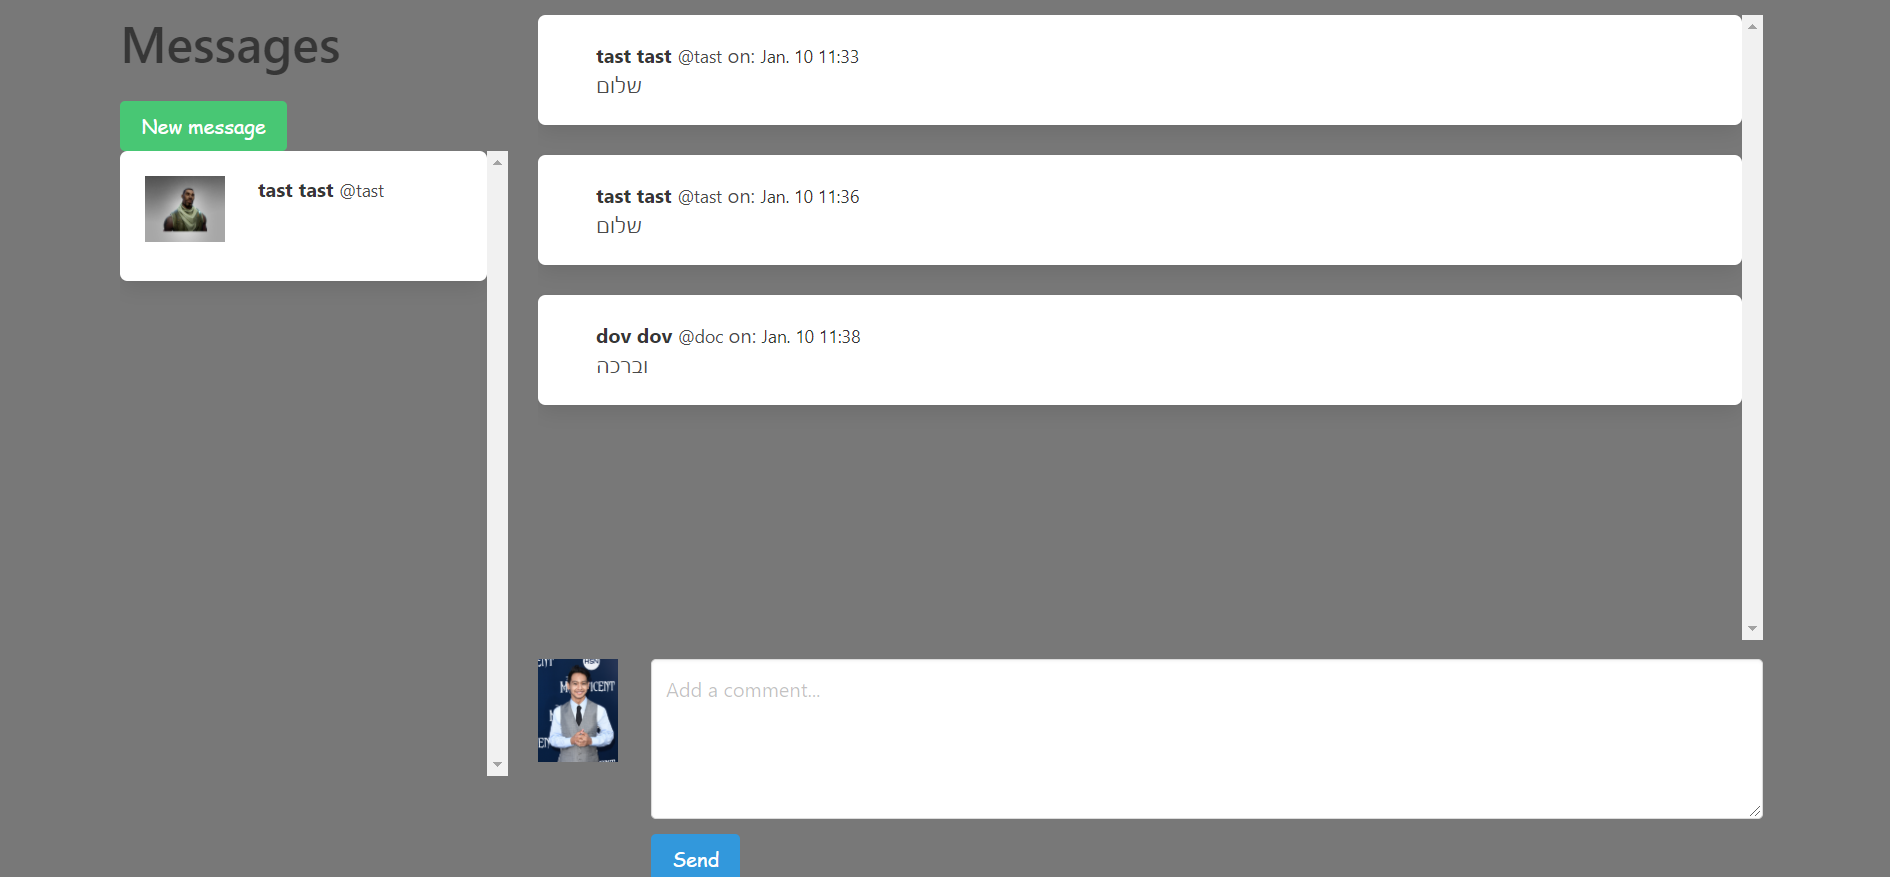 Messages
New message
tast tast @tast
tast tast @tast on: Jan. 10 11:33
שלום
tast tast @tast on: Jan. 10 11:36
שלום
dov dov @doc on: Jan. 10 11:38
וברכה
Add a comment...
Send